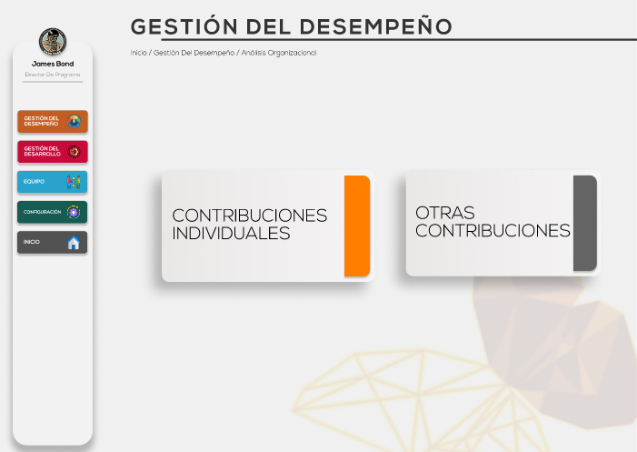 GESTIÓN DEL DESEMPEÑO
Inicio / Gestión Del Desempeño / Análisis Organizacional
James Bond
Director De Programa
GESTIÓN DEL
DESEMPEÑO
GESTIÓN DEL
DESARROLLO
EQUIPO
CONFIGURACIÓN
INICIO
CONTRIBUCIONES
INDIVIDUALES
OTRAS
CONTRIBUCIONES